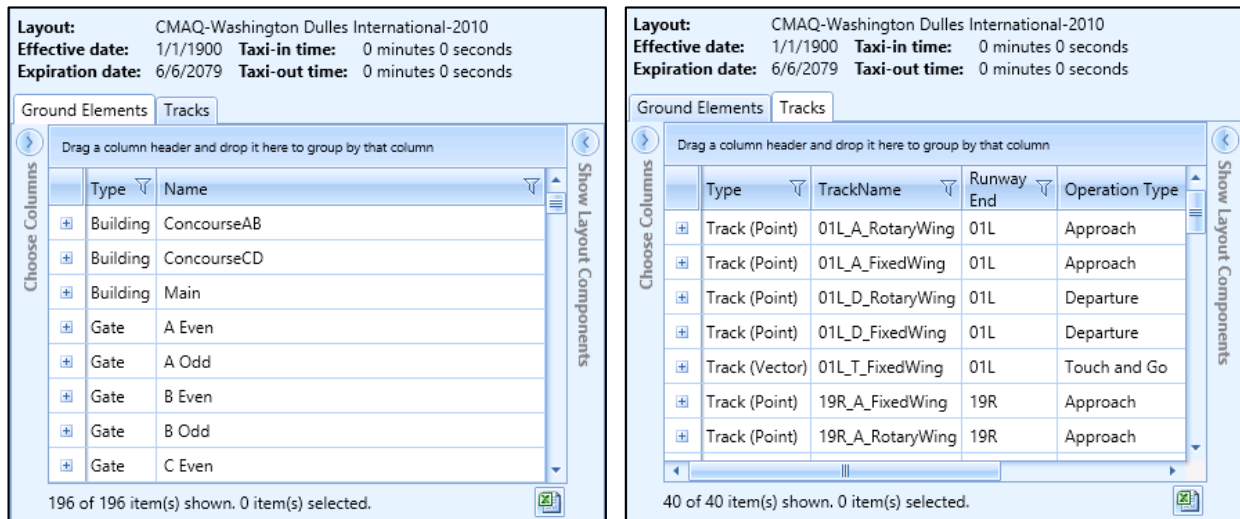 Layout: CMAQ-Washington Dulles International-2010
Effective date: 1/1/1900 Taxi-in time: 0 minutes 0 seconds
Expiration date: 6/6/2079 Taxi-out time: 0 minutes 0 seconds
Ground Elements Tracks
Choose Columns
Drag a column header and drop it here to group by that column
Type Name
Building ConcourseAB
Building ConcourseCD
Building Main
Gate A Even
Gate A Odd
Gate B Even
Gate B Odd
Gate C Even
Show Layout Components
196 of 196 item(s) shown. 0 item(s) selected.
Layout: CMAQ-Washington Dulles International-2010
Effective date: 1/1/1900 Taxi-in time: 0 minutes 0 seconds
Expiration date: 6/6/2079 Taxi-out time: 0 minutes 0 seconds
Ground Elements Tracks
Choose Columns
Drag a column header and drop it here to group by that column
Type TrackName Runway End Operation Type
Track (Point) 01L_A_RotaryWing 01L Approach
Track (Point) 01L_A_FixedWing 01L Approach
Track (Point) 01L_D_RotaryWing 01L Departure
Track (Point) 01L_D_FixedWing 01L Departure
Track (Vector) 01L_T_FixedWing 01L Touch and Go
Track (Point) 19R_A_FixedWing 19R Approach
Track (Point) 19R_A_RotaryWing 19R Approach
Show Layout Components
40 of 40 item(s) shown. 0 item(s) selected.